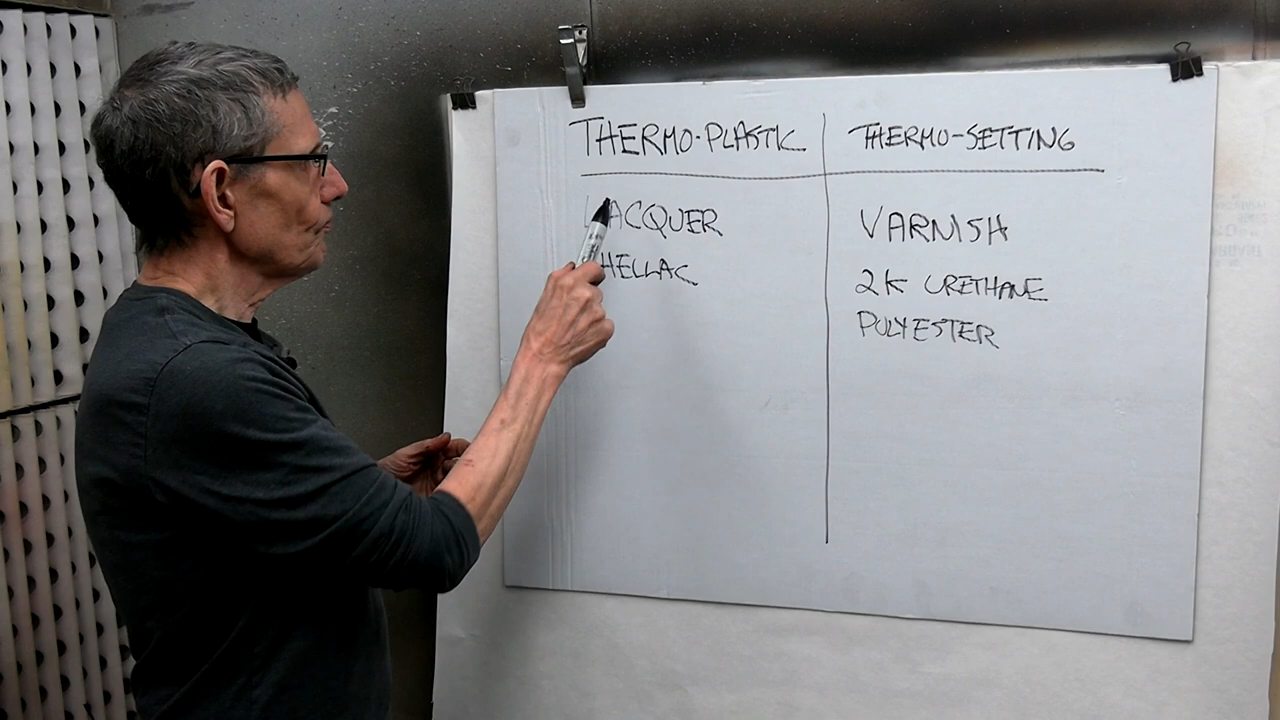 THERMO-PLASTIC THERMO-SETTING
LACQUER
SHELLAC
VARNISH
2K URETHANE
POLYESTER